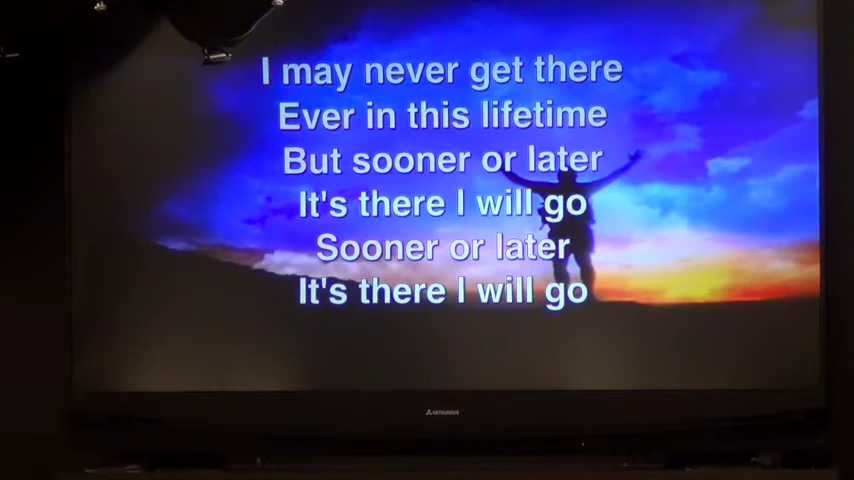 I may never get there
Ever in this lifetime
But sooner or later
It's there I will go
Sooner or later
It's there I will go
MITSUBISHI